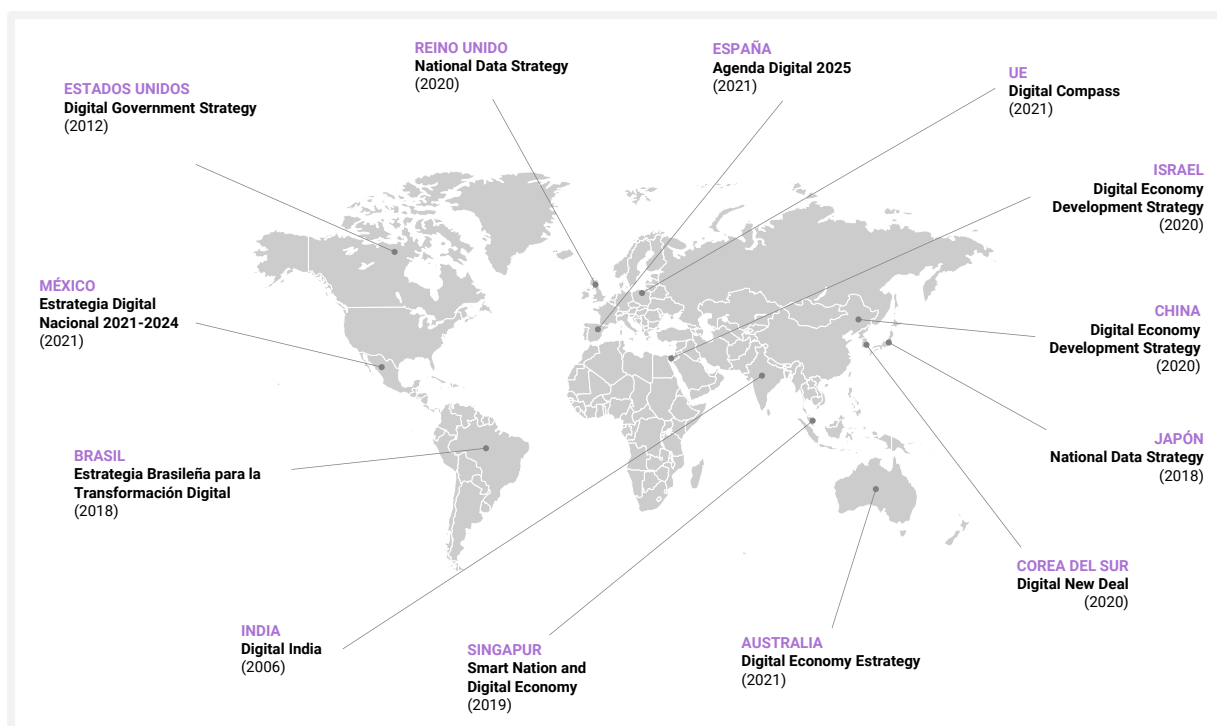 REINO UNIDO
National Data Strategy
(2020)
ESPAÑA
Agenda Digital 2025
(2021)
UE
Digital Compass
(2021)
ESTADOS UNIDOS
Digital Government Strategy
(2012)
ISRAEL
Digital Economy
Development Strategy
(2020)
MÉXICO
Estrategia Digital
Nacional 2021-2024
(2021)
CHINA
Digital Economy
Development Strategy
(2020)
BRASIL
Estrategia Brasileña para la
Transformación Digital
(2018)
JAPÓN
National Data Strategy
(2018)
COREA DEL SUR
Digital New Deal
(2020)
INDIA
Digital India
(2006)
SINGAPUR
Smart Nation and
Digital Economy
(2019)
AUSTRALIA
Digital Economy Estrategy
(2021)